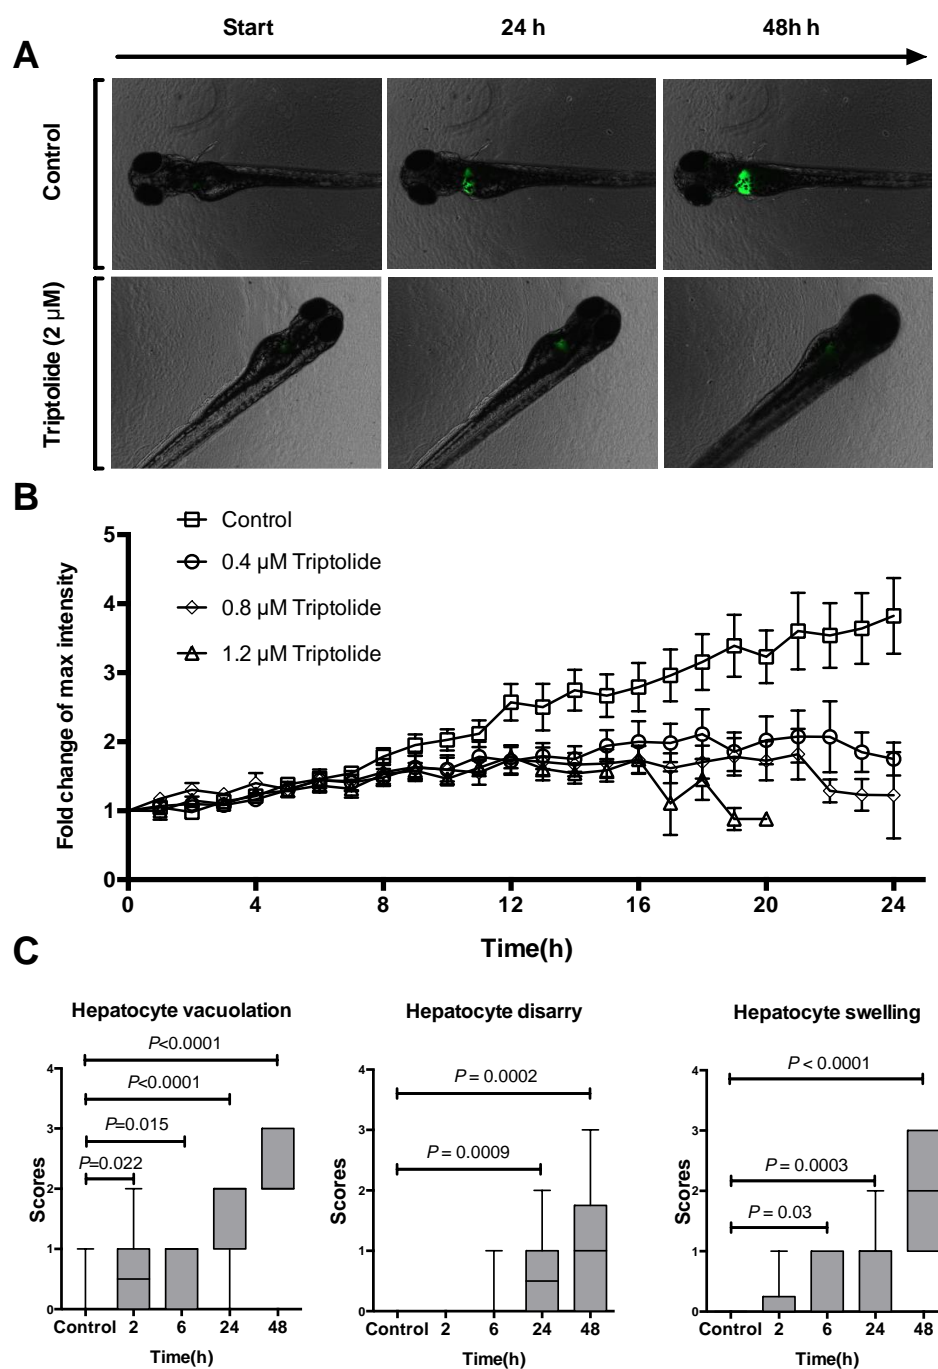 Start 24 h 48h h
A
Control
Triptolide (2 µM)
B
Control
0.4 µM Triptolide
0.8 µM Triptolide
1.2 µM Triptolide
Fold change of max intensity
5
4
3
2
1
0
0 4 8 12 16 20 24
Time(h)
C
Hepatocyte vacuolation
P<0.0001
P<0.0001
P=0.015
P=0.022
Scores
4
3
2
1
0
Control 2 6 24 48
Time(h)
Hepatocyte disarry
P = 0.0002
P = 0.0009
Scores
4
3
2
1
0
Control 2 6 24 48
Time(h)
Hepatocyte swelling
P < 0.0001
P = 0.0003
P = 0.03
Scores
4
3
2
1
0
Control 2 6 24 48
Time(h)